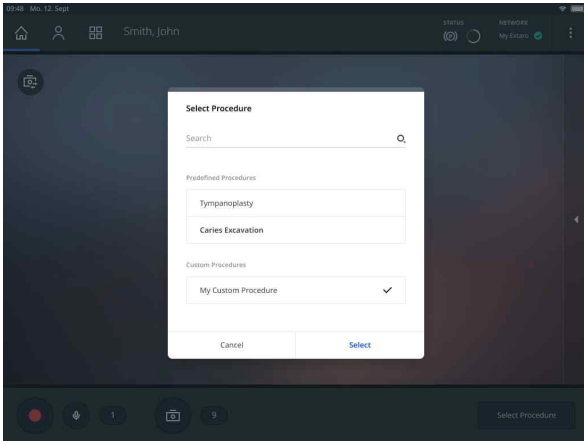 09:48 Mo. 12. Sept
Smith, John
STATUS
NETWORK
My Extaro
Select Procedure
Search
Predefined Procedures
Tympanoplasty
Caries Excavation
Custom Procedures
My Custom Procedure
Cancel
Select
1
9
Select Procedure